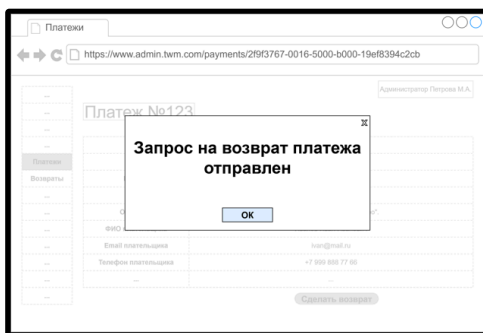 Платежи
https://www.admin.twm.com/payments/2f9f3767-0016-5000-b000-19ef8394c2cb
Администратор Петрова М.А.
...
...
...
...
Платежи
Возвраты
...
...
...
...
...
...
Платеж №123
X
Запрос на возврат платежа
отправлен
ОК
ФИО
Email плательщика
ivan@mail.ru
Телефон плательщика
+7 999 888 77 66
...
...
Сделать возврат